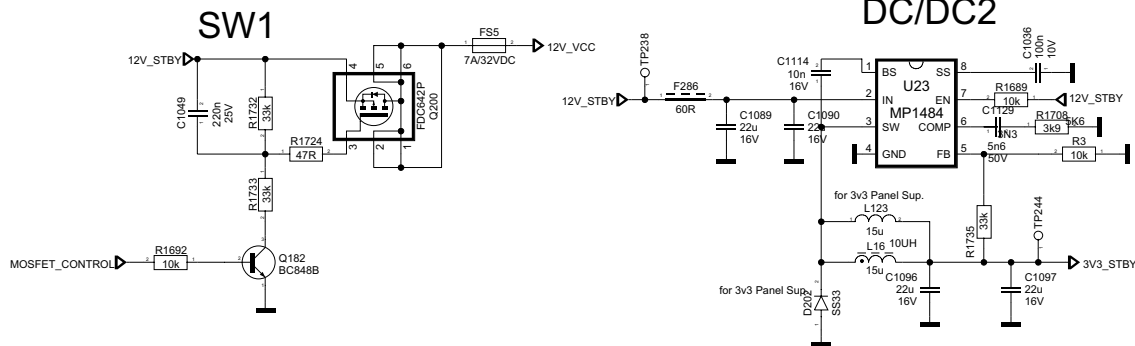 SW1
12V_STBY
C1049
220n
25V
R1732
33k
R1724
47R
R1733
33k
4
5
6
3
2
1
FDC642P
Q200
FS5
7A/32VDC
12V_VCC
MOSFET_CONTROL
R1692
10k
Q182
BC848B
DC/DC2
12V_STBY
TP238
F286
60R
C1089
22u
16V
C1090
22u
16V
C1114
10n
16V
1
2
3
4
BS
IN
SW
GND
U23
MP1484
SS
EN
COMP
FB
8
7
6
5
C1036
100n
10V
R1689
10k
12V_STBY
C1129
3N3
5n6
50V
R1708
3k9
5K6
R3
10k
for 3v3 Panel Sup.
L123
15u
L16
10UH
15u
R1735
33k
TP244
3V3_STBY
C1096
22u
16V
C1097
22u
16V
for 3v3 Panel Sup.
D202
SS33